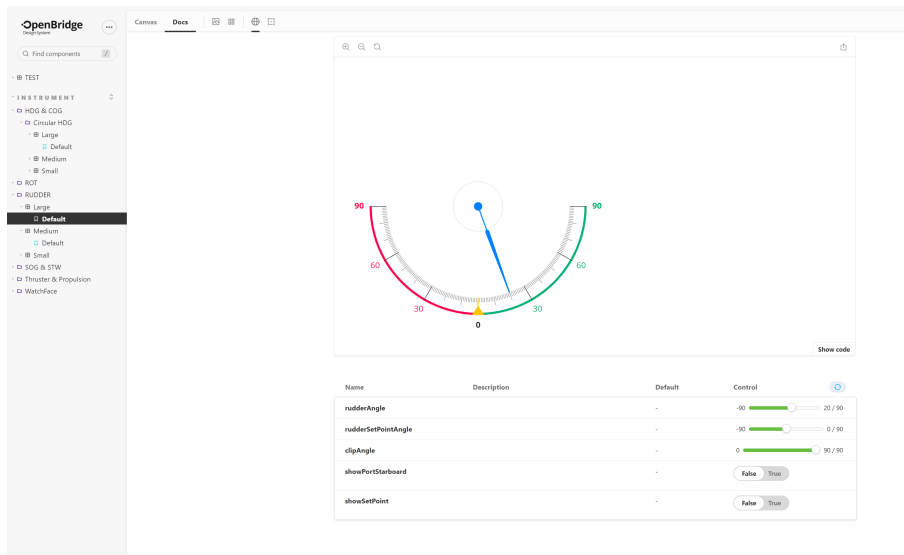 OpenBridge
Design System
Canvas
Docs
Find components
/
TEST
INSTRUMENT
HDG & COG
Circular HDG
Large
Default
Medium
Small
ROT
RUDDER
Large
Default
Medium
Default
Small
SOG & STW
Thruster & Propulsion
WatchFace
90
90
60
60
30
30
0
Show code
Name Description Default Control
rudderAngle - -90 20 / 90
rudderSetPointAngle - -90 0 / 90
clipAngle - 0 90 / 90
showPortStarboard - False True
showSetPoint - False True